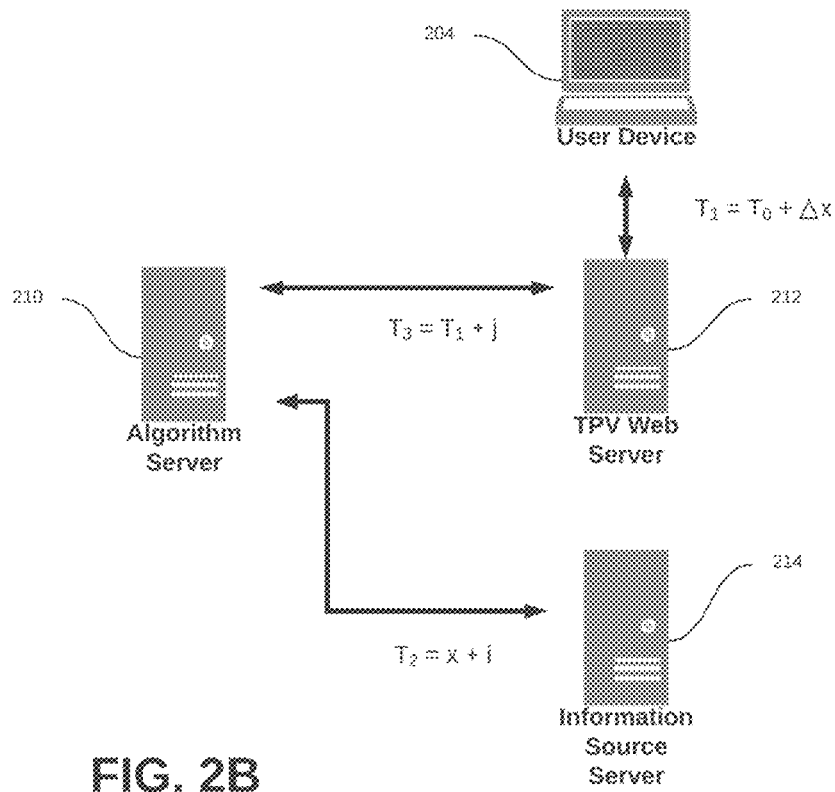 204
User Device
T₁ = T₀ + △x
210
212
T₃ = T₁ + j
Algorithm
Server
TPV Web
Server
214
T₂ = x + i
Information
Source
Server
FIG. 2B